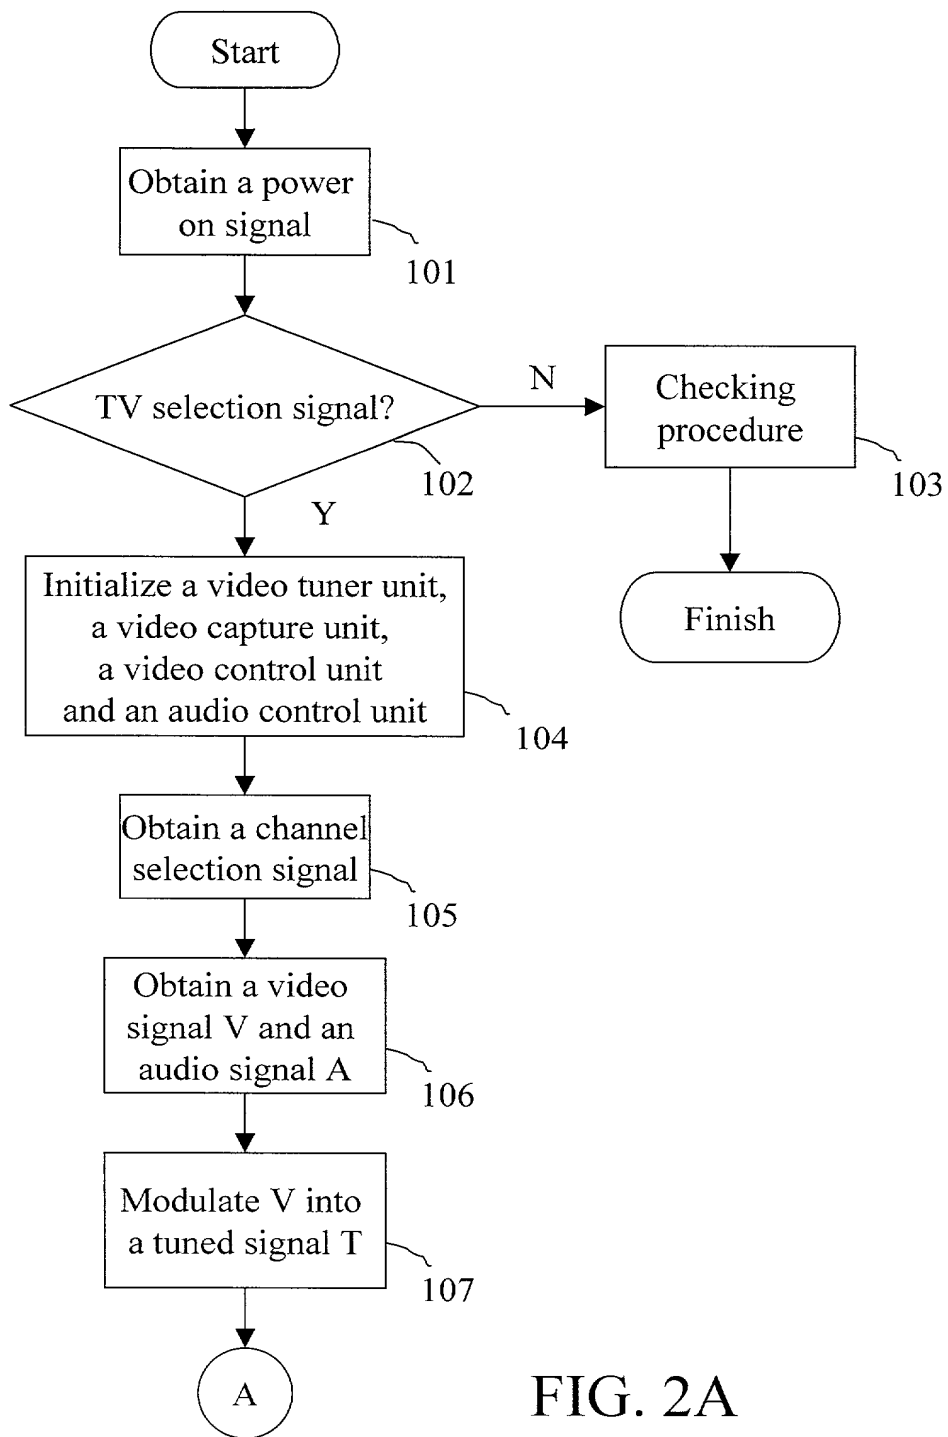 Start
Obtain a power
on signal
101
TV selection signal?
102
N
Checking
procedure
103
Finish
Y
Initialize a video tuner unit,
a video capture unit,
a video control unit
and an audio control unit
104
Obtain a channel
selection signal
105
Obtain a video
signal V and an
audio signal A
106
Modulate V into
a tuned signal T
107
A
FIG. 2A